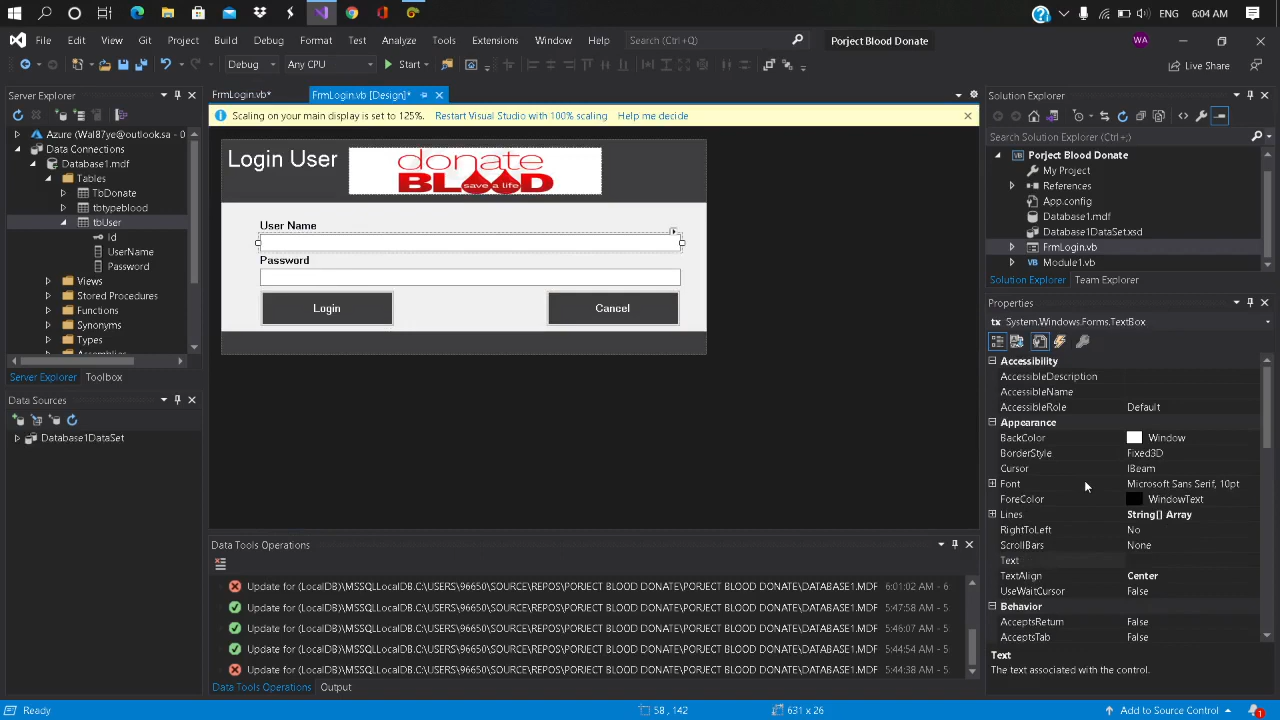 ENG 6:04 AM
File Edit View Git Project Build Debug Format Test Analyze Tools Extensions Window Help Search (Ctrl+Q) Porject Blood Donate WA
Debug Any CPU Start Live Share
Server Explorer
Azure (Wal87ye@outlook.sa - 0
Data Connections
Database1.mdf
Tables
TbDonate
tbtypeblood
tbUser
Id
UserName
Password
Views
Stored Procedures
Functions
Synonyms
Types
Assemblies
Server Explorer Toolbox
Data Sources
Database1DataSet
FrmLogin.vb* FrmLogin.vb [Design]*
Scaling on your main display is set to 125%. Restart Visual Studio with 100% scaling Help me decide
Login User
donate
BLOOD
save a life
User Name
Password
Login Cancel
Data Tools Operations
Update for (LocalDB)\MSSQLLocalDB.C:\USERS\96650\SOURCE\REPOS\PORJECT BLOOD DONATE\PORJECT BLOOD DONATE\DATABASE1.MDF 6:01:02 AM - 6
Update for (LocalDB)\MSSQLLocalDB.C:\USERS\96650\SOURCE\REPOS\PORJECT BLOOD DONATE\PORJECT BLOOD DONATE\DATABASE1.MDF 5:47:58 AM - 5
Update for (LocalDB)\MSSQLLocalDB.C:\USERS\96650\SOURCE\REPOS\PORJECT BLOOD DONATE\PORJECT BLOOD DONATE\DATABASE1.MDF 5:46:07 AM - 5
Update for (LocalDB)\MSSQLLocalDB.C:\USERS\96650\SOURCE\REPOS\PORJECT BLOOD DONATE\PORJECT BLOOD DONATE\DATABASE1.MDF 5:44:54 AM - 5
Update for (LocalDB)\MSSQLLocalDB.C:\USERS\96650\SOURCE\REPOS\PORJECT BLOOD DONATE\PORJECT BLOOD DONATE\DATABASE1.MDF 5:44:38 AM - 5
Data Tools Operations Output
Solution Explorer
Search Solution Explorer (Ctrl+;)
Porject Blood Donate
My Project
References
App.config
Database1.mdf
Database1DataSet.xsd
FrmLogin.vb
Module1.vb
Solution Explorer Team Explorer
Properties
System.Windows.Forms.TextBox
Accessibility
AccessibleDescription
AccessibleName
AccessibleRole Default
Appearance
BackColor Window
BorderStyle Fixed3D
Cursor IBeam
Font Microsoft Sans Serif, 10pt
ForeColor WindowText
Lines String[] Array
RightToLeft No
ScrollBars None
Text
TextAlign Center
UseWaitCursor False
Behavior
AcceptsReturn False
AcceptsTab False
Text
The text associated with the control.
Ready 58 , 142 631 x 26 Add to Source Control 1